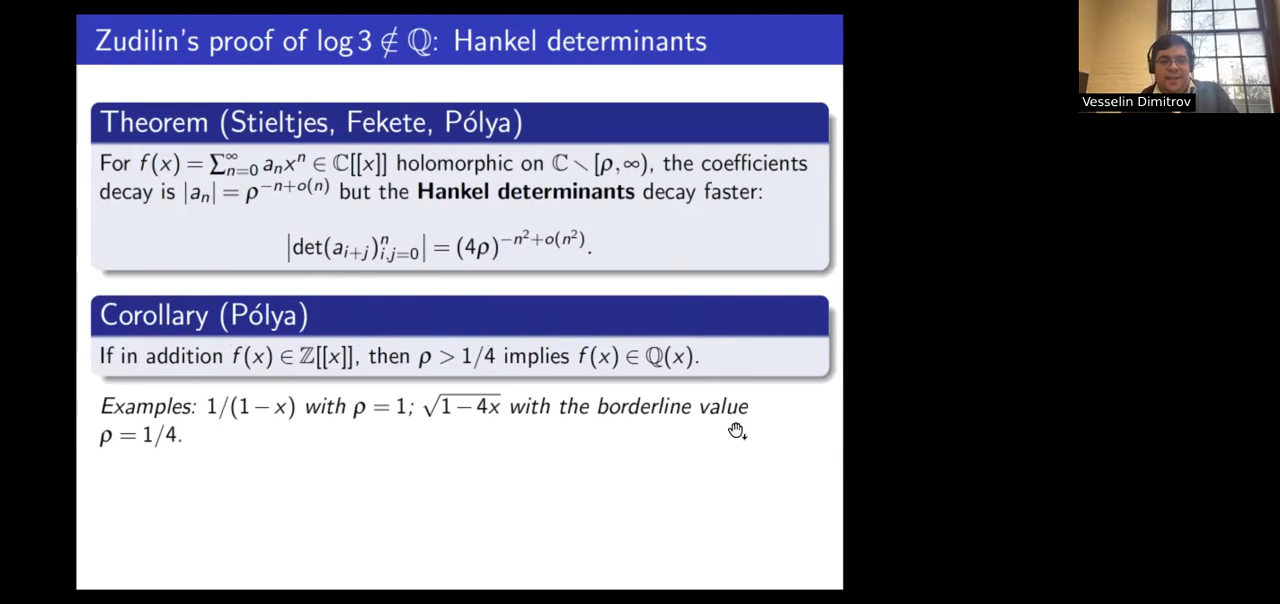 Zudilin's proof of log 3 ∉ ℚ: Hankel determinants
Theorem (Stieltjes, Fekete, Pólya)
For f(x) = ∑_{n=0}^∞ a_n x^n ∈ ℂ[[x]] holomorphic on ℂ ∖ [ρ,∞), the coefficients
decay is |a_n| = ρ^{−n+o(n)} but the Hankel determinants decay faster:
|det(a_{i+j})_{i,j=0}^n| = (4ρ)^{−n²+o(n²)}.
Corollary (Pólya)
If in addition f(x) ∈ ℤ[[x]], then ρ > 1/4 implies f(x) ∈ ℚ(x).
Examples: 1/(1−x) with ρ = 1; √(1−4x) with the borderline value
ρ = 1/4.
Vesselin Dimitrov